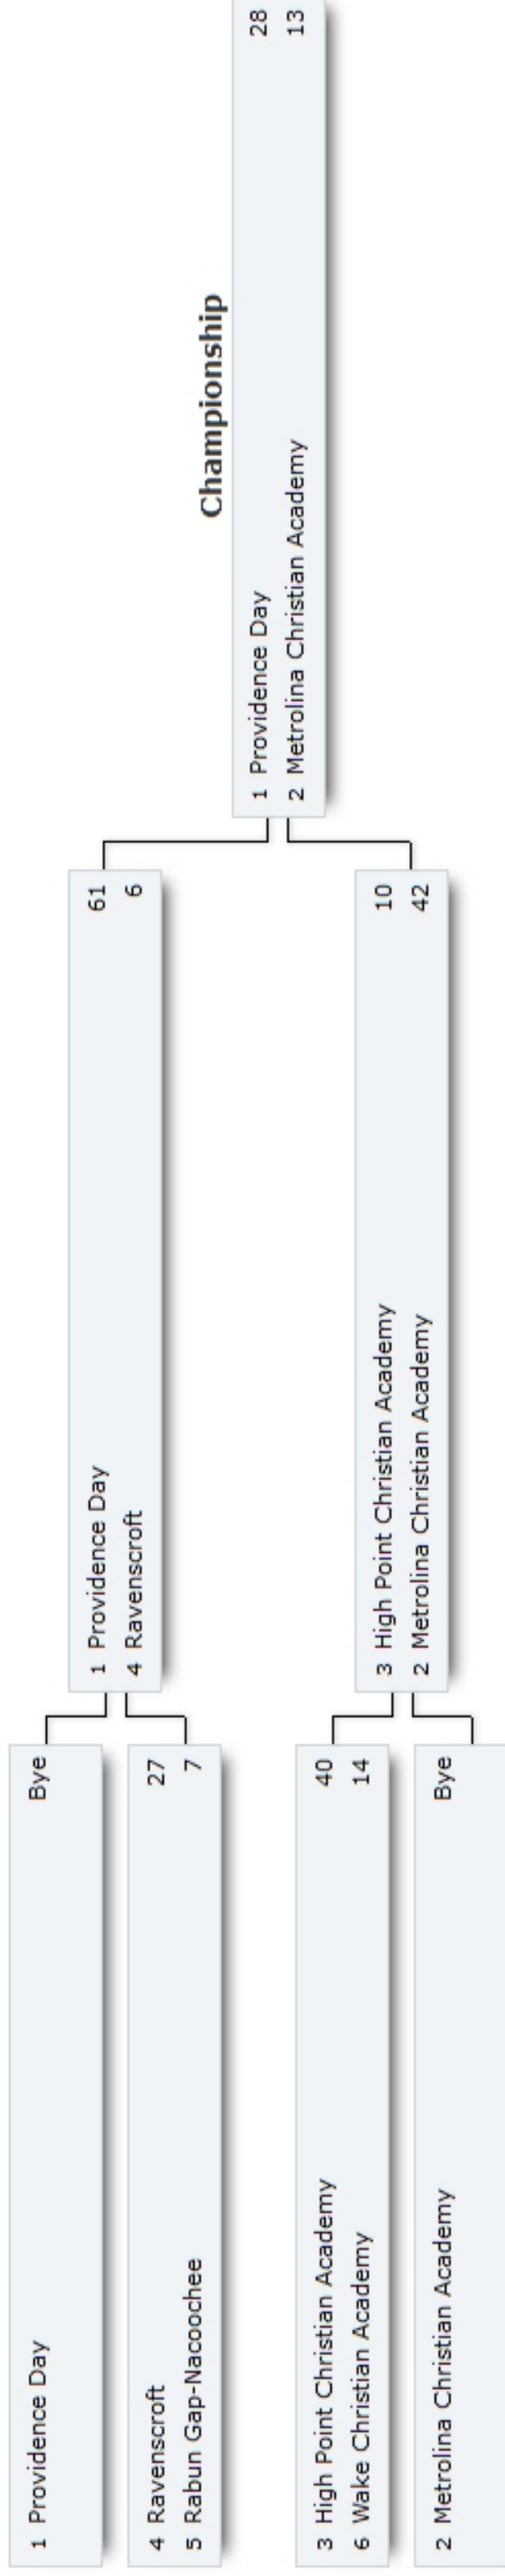 1 Providence Day Bye
4 Ravenscroft 27
5 Rabun Gap-Nacoochee 7
3 High Point Christian Academy 40
6 Wake Christian Academy 14
2 Metrolina Christian Academy Bye
1 Providence Day 61
4 Ravenscroft 6
3 High Point Christian Academy 10
2 Metrolina Christian Academy 42
Championship
1 Providence Day 28
2 Metrolina Christian Academy 13